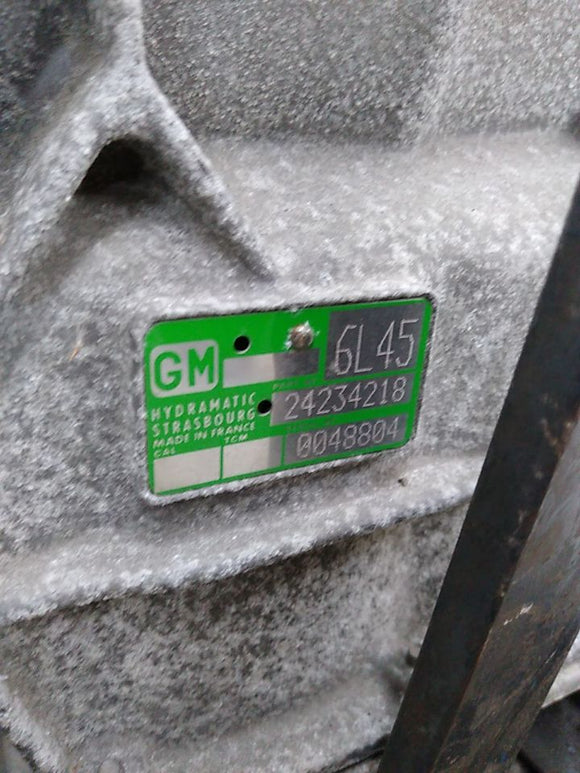 GM
6L45
HYDRAMATIC
STRASBOURG
MADE IN FRANCE
24234218
CAL
TCM
0048804